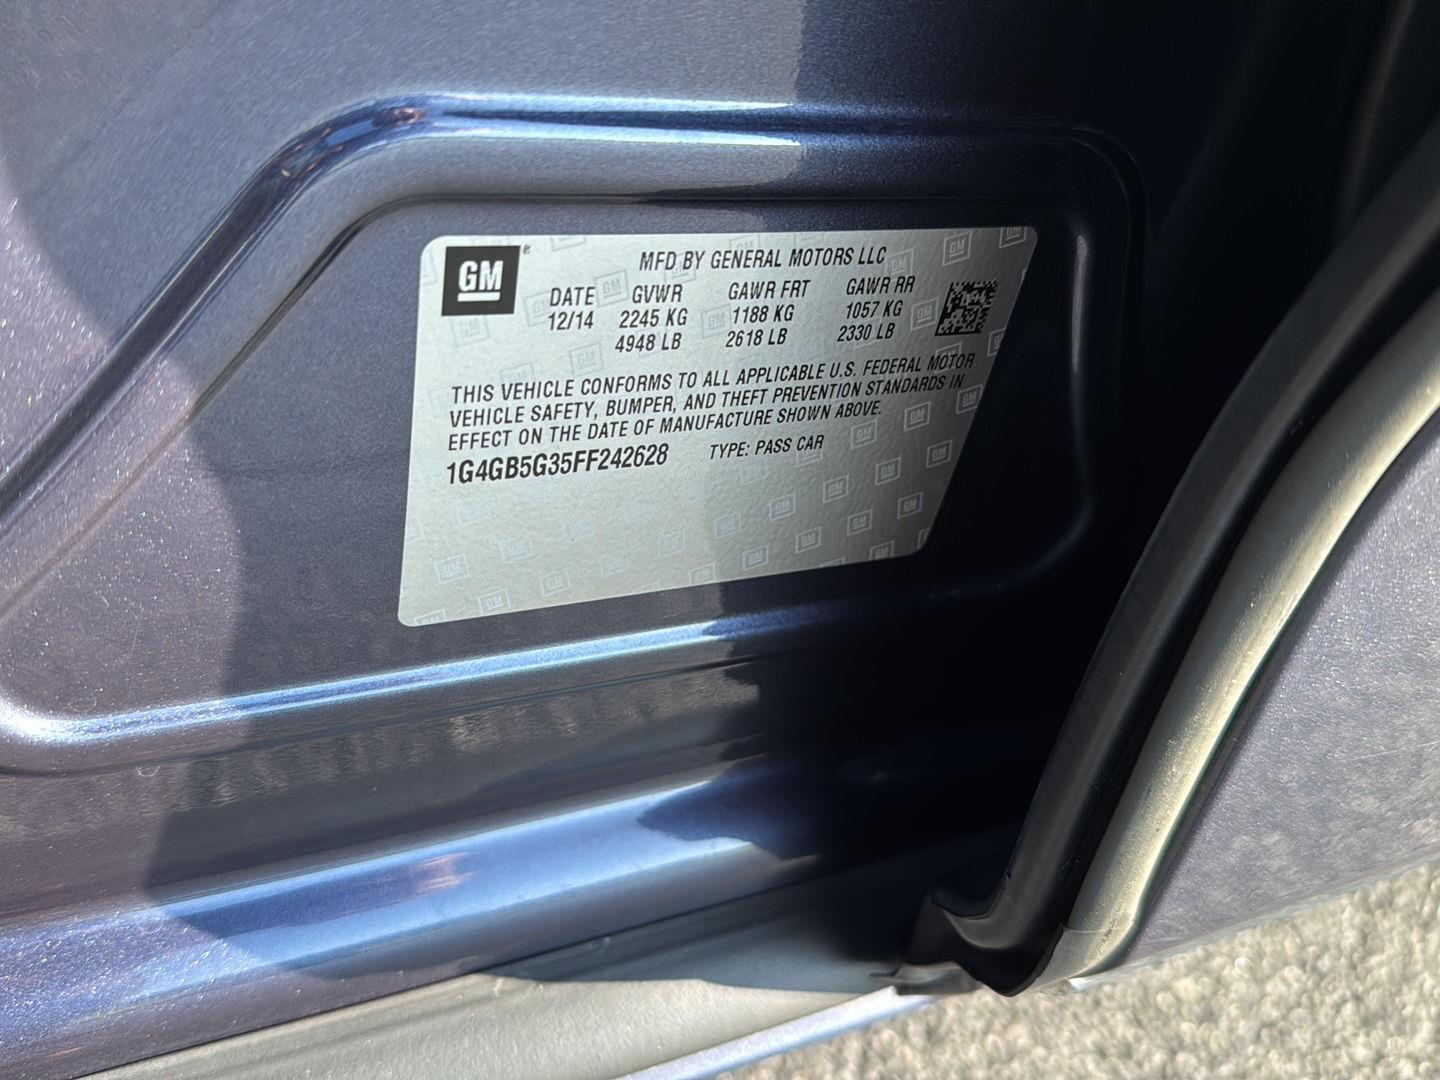 GM
MFD BY GENERAL MOTORS LLC
DATE GVWR GAWR FRT GAWR RR
12/14 2245 KG 1188 KG 1057 KG
4948 LB 2618 LB 2330 LB
THIS VEHICLE CONFORMS TO ALL APPLICABLE U.S. FEDERAL MOTOR
VEHICLE SAFETY, BUMPER, AND THEFT PREVENTION STANDARDS IN
EFFECT ON THE DATE OF MANUFACTURE SHOWN ABOVE.
1G4GB5G35FF242628 TYPE: PASS CAR